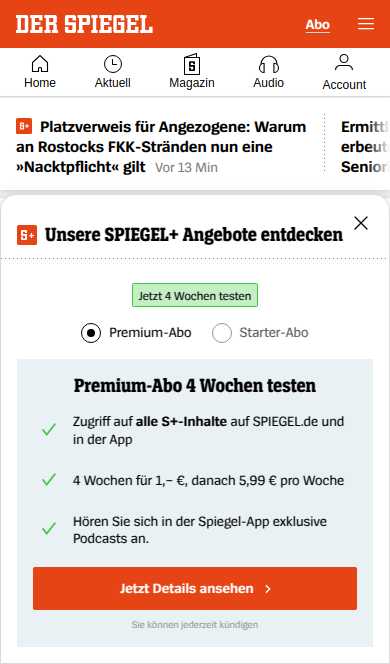 DER SPIEGEL
Abo
Home
Aktuell
Magazin
Audio
Account
S+ Platzverweis für Angezogene: Warum
an Rostocks FKK-Stränden nun eine
»Nacktpflicht« gilt Vor 13 Min
Ermittl
erbeut
Senior
S+ Unsere SPIEGEL+ Angebote entdecken
Jetzt 4 Wochen testen
Premium-Abo
Starter-Abo
Premium-Abo 4 Wochen testen
Zugriff auf alle S+-Inhalte auf SPIEGEL.de und
in der App
4 Wochen für 1,– €, danach 5,99 € pro Woche
Hören Sie sich in der Spiegel-App exklusive
Podcasts an.
Jetzt Details ansehen
Sie können jederzeit kündigen